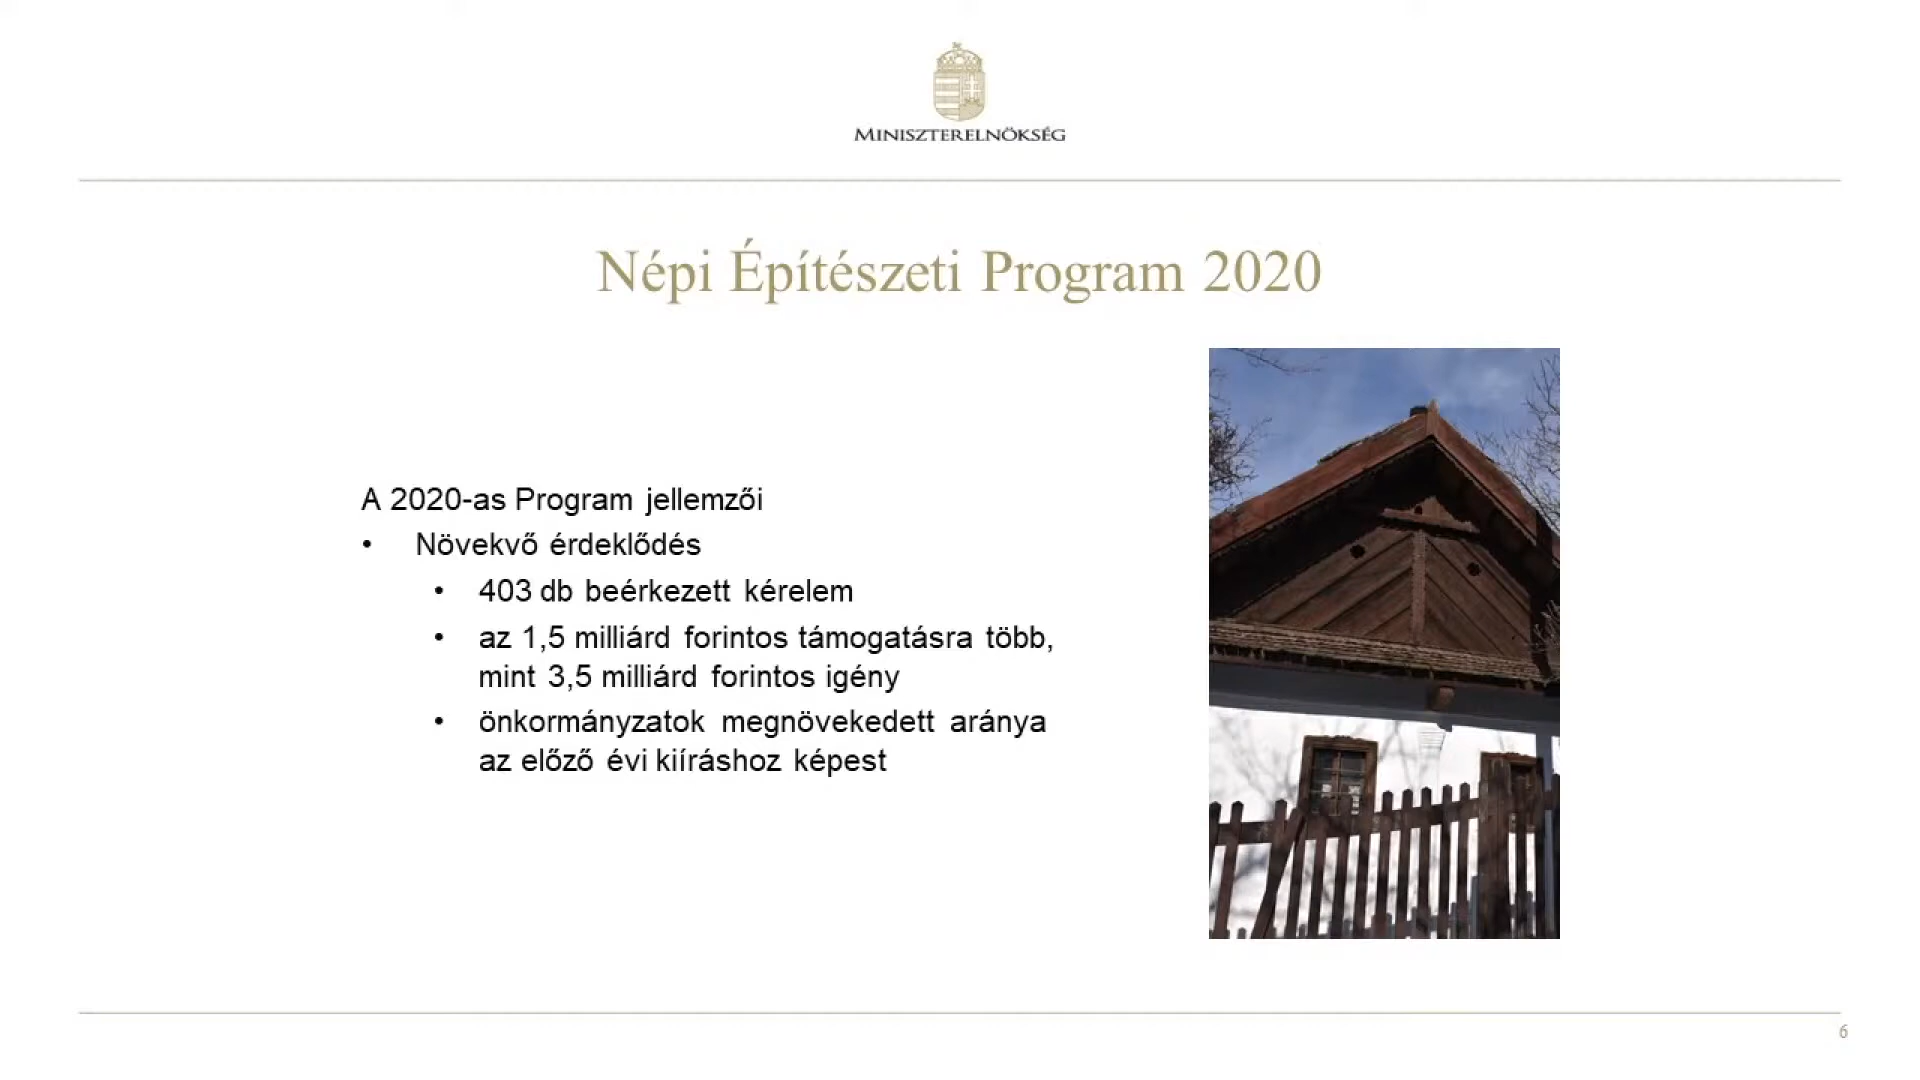 MINISZTERELNÖKSÉG
Népi Építészeti Program 2020
A 2020-as Program jellemzői
• Növekvő érdeklődés
• 403 db beérkezett kérelem
• az 1,5 milliárd forintos támogatásra több,
mint 3,5 milliárd forintos igény
• önkormányzatok megnövekedett aránya
az előző évi kiíráshoz képest
6